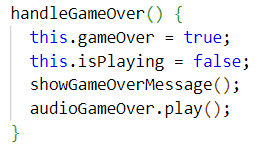 handleGameOver() {
  this.gameOver = true;
  this.isPlaying = false;
  showGameOverMessage();
  audioGameOver.play();
}